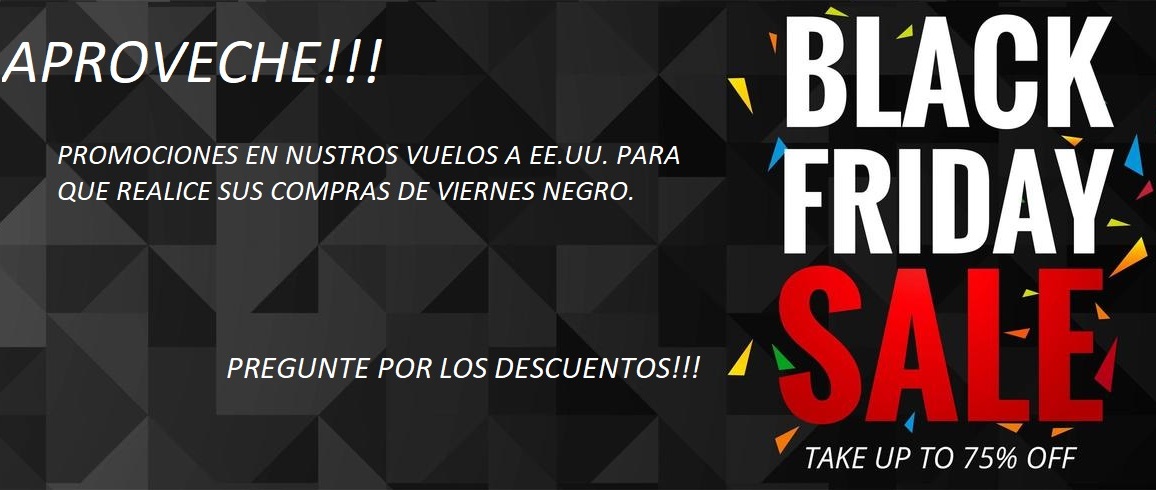 APROVECHE!!!
PROMOCIONES EN NUSTROS VUELOS A EE.UU. PARA
QUE REALICE SUS COMPRAS DE VIERNES NEGRO.
PREGUNTE POR LOS DESCUENTOS!!!
BLACK
FRIDAY
SALE
TAKE UP TO 75% OFF